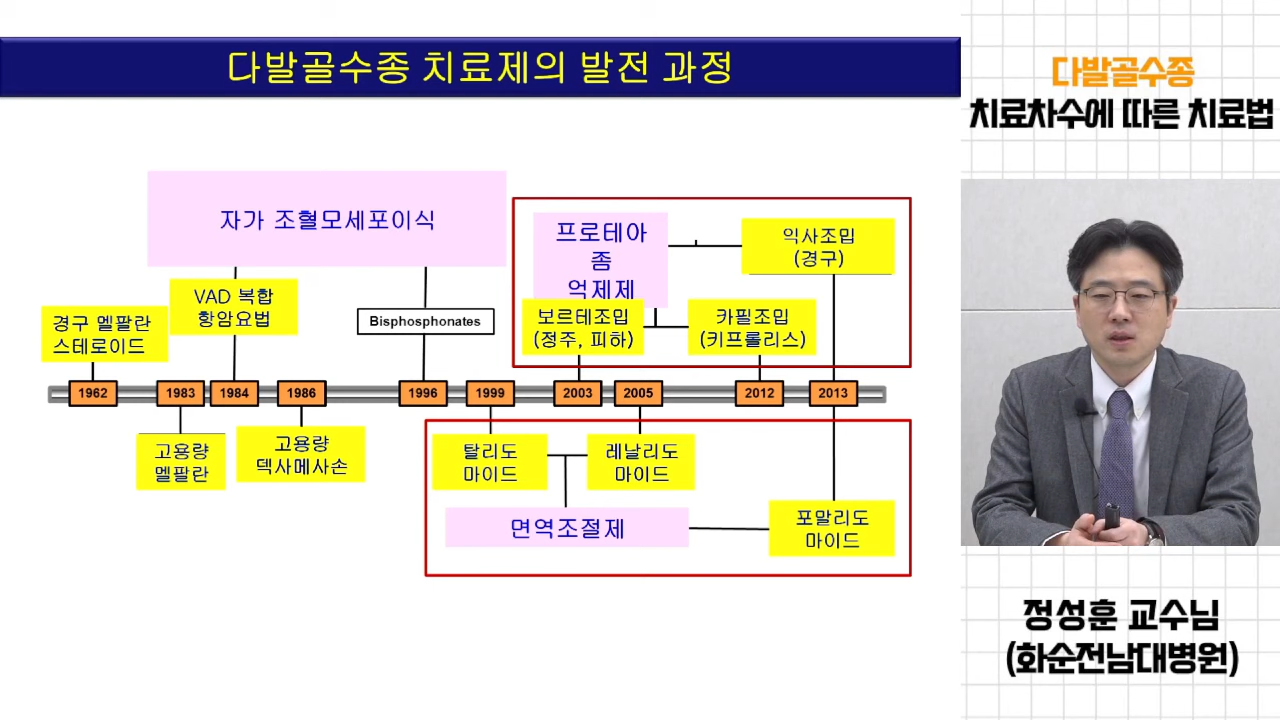 다발골수종 치료제의 발전 과정
다발골수종
치료차수에 따른 치료법
자가 조혈모세포이식
프로테아
좀
억제제
익사조밉
(경구)
VAD 복합
항암요법
경구 멜팔란
스테로이드
Bisphosphonates
보르테조밉
(정주, 피하)
카필조밉
(키프롤리스)
1962
1983
1984
1986
1996
1999
2003
2005
2012
2013
고용량
멜팔란
고용량
덱사메사손
탈리도
마이드
레날리도
마이드
면역조절제
포말리도
마이드
정성훈 교수님
(화순전남대병원)